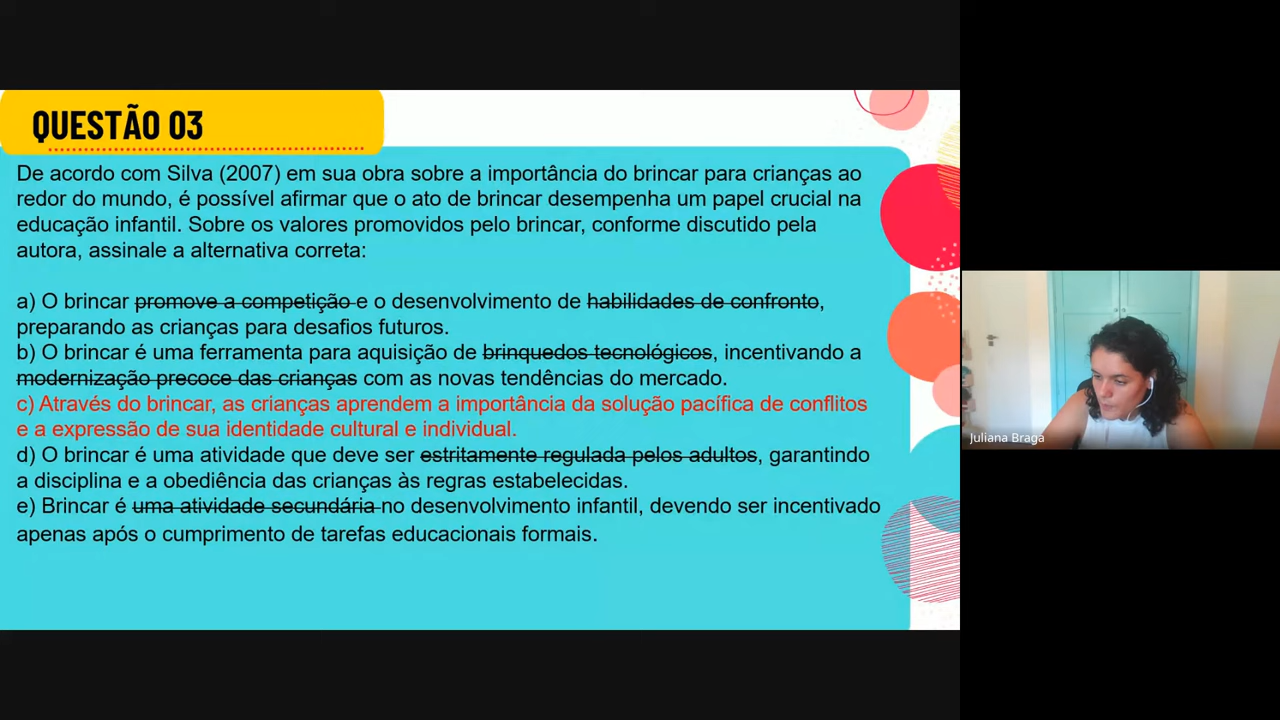 QUESTÃO 03
De acordo com Silva (2007) em sua obra sobre a importância do brincar para crianças ao
redor do mundo, é possível afirmar que o ato de brincar desempenha um papel crucial na
educação infantil. Sobre os valores promovidos pelo brincar, conforme discutido pela
autora, assinale a alternativa correta:
a) O brincar promove a competição e o desenvolvimento de habilidades de confronto,
preparando as crianças para desafios futuros.
b) O brincar é uma ferramenta para aquisição de brinquedos tecnológicos, incentivando a
modernização precoce das crianças com as novas tendências do mercado.
c) Através do brincar, as crianças aprendem a importância da solução pacífica de conflitos
e a expressão de sua identidade cultural e individual.
d) O brincar é uma atividade que deve ser estritamente regulada pelos adultos, garantindo
a disciplina e a obediência das crianças às regras estabelecidas.
e) Brincar é uma atividade secundária no desenvolvimento infantil, devendo ser incentivado
apenas após o cumprimento de tarefas educacionais formais.
Juliana Braga